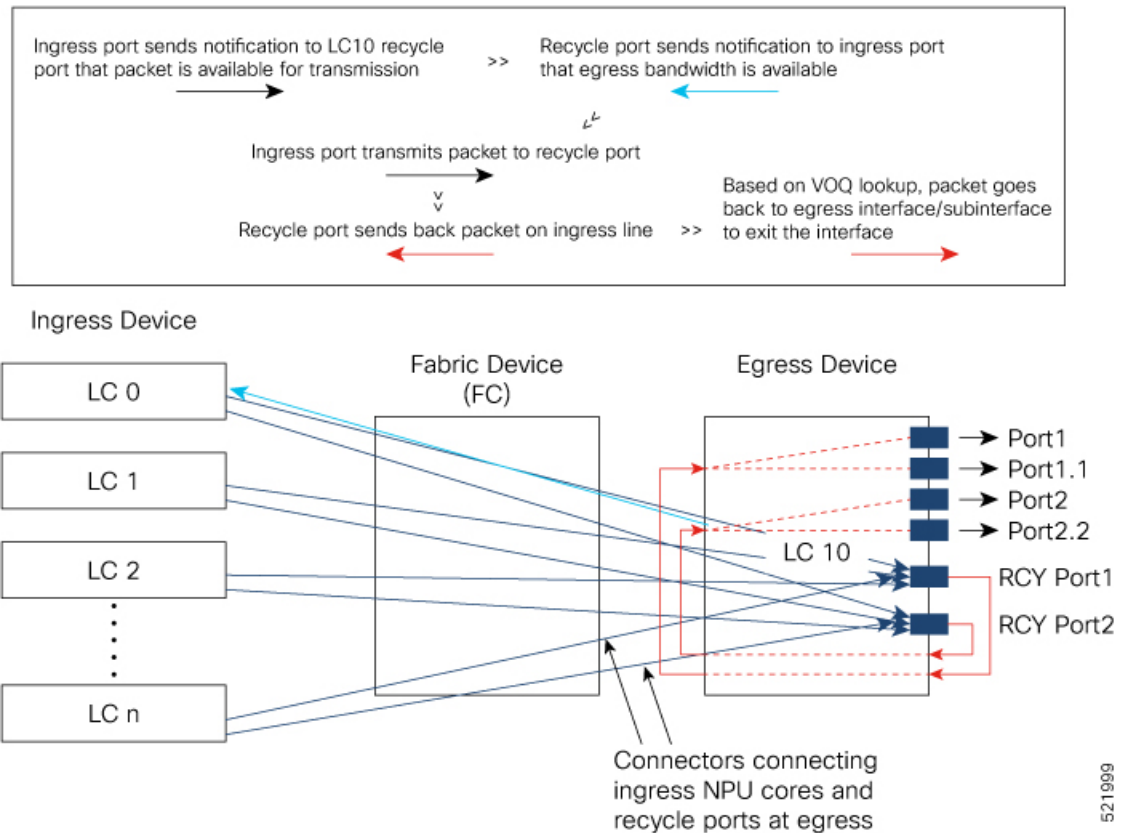 Ingress port sends notification to LC10 recycle
port that packet is available for transmission
>>
Recycle port sends notification to ingress port
that egress bandwidth is available
>>
Ingress port transmits packet to recycle port
>>
Recycle port sends back packet on ingress line
>>
Based on VOQ lookup, packet goes
back to egress interface/subinterface
to exit the interface
Ingress Device
Fabric Device
(FC)
Egress Device
LC 0
LC 1
LC 2
LC n
LC 10
Port1
Port1.1
Port2
Port2.2
RCY Port1
RCY Port2
Connectors connecting
ingress NPU cores and
recycle ports at egress
521999